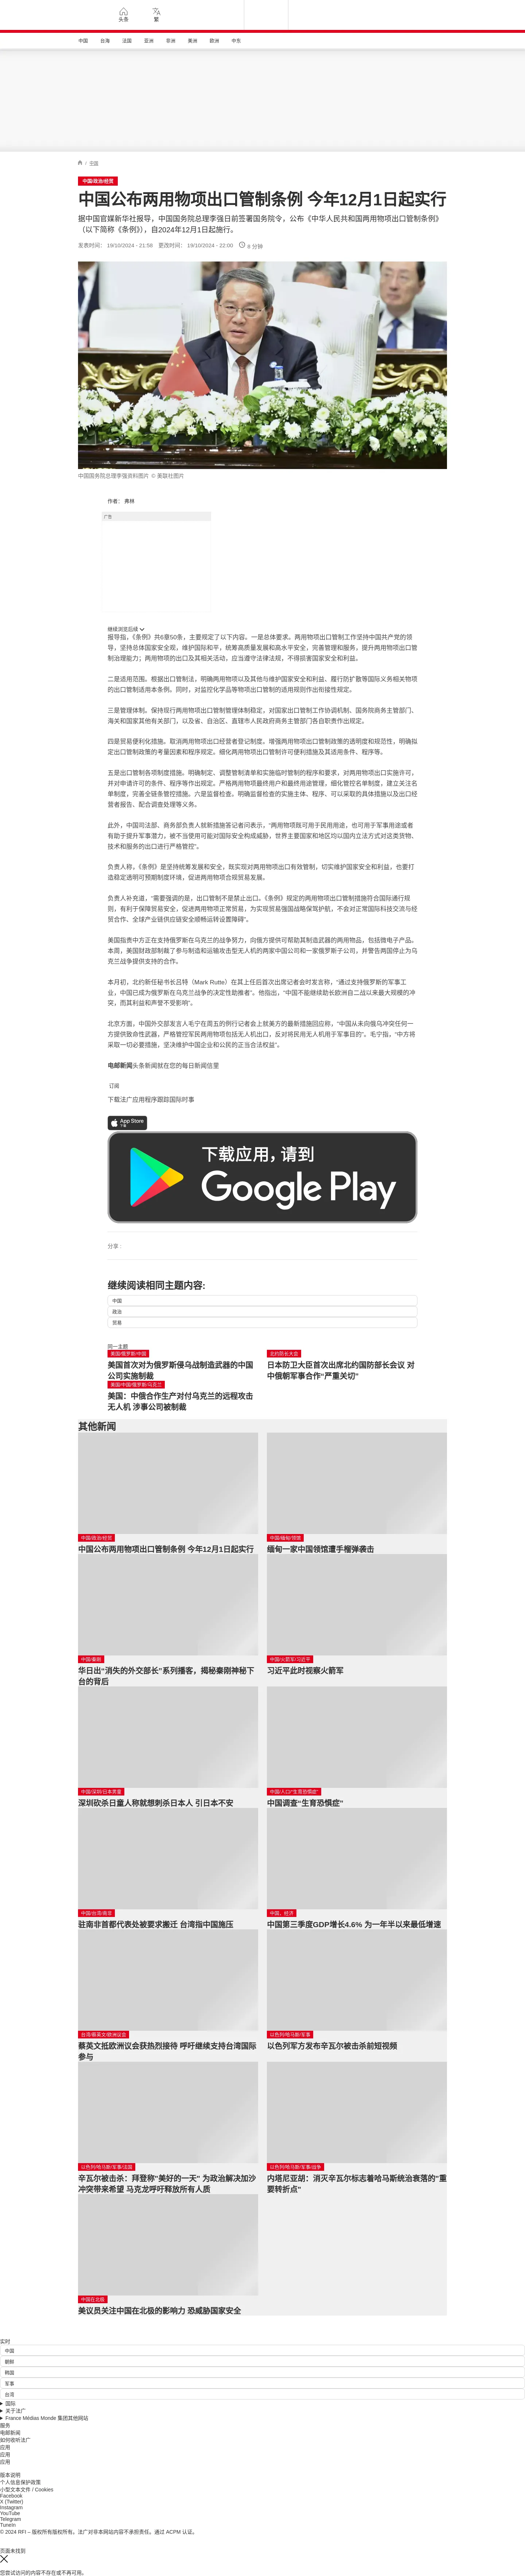 头条
繁
中国
台海
法国
亚洲
非洲
美洲
欧洲
中东
/ 中国
中国/政治/经贸
中国公布两用物项出口管制条例 今年12月1日起实行
据中国官媒新华社报导，中国国务院总理李强日前签署国务院令，公布《中华人民共和国两用物项出口管制条例》
（以下简称《条例》），自2024年12月1日起施行。
发表时间： 19/10/2024 - 21:58 更改时间： 19/10/2024 - 22:00 8 分钟
中国国务院总理李强资料图片 © 美联社图片
作者： 弗林
广告
继续浏览后续
报导指，《条例》共6章50条，主要规定了以下内容。一是总体要求。两用物项出口管制工作坚持中国共产党的领
导，坚持总体国家安全观，维护国际和平，统筹高质量发展和高水平安全，完善管理和服务，提升两用物项出口管
制治理能力；两用物项的出口及其相关活动，应当遵守法律法规，不得损害国家安全和利益。
二是适用范围。根据出口管制法，明确两用物项以及其他与维护国家安全和利益、履行防扩散等国际义务相关物项
的出口管制适用本条例。同时，对监控化学品等物项出口管制的适用规则作出衔接性规定。
三是管理体制。保持现行两用物项出口管制管理体制稳定，对国家出口管制工作协调机制、国务院商务主管部门、
海关和国家其他有关部门，以及省、自治区、直辖市人民政府商务主管部门各自职责作出规定。
四是贸易便利化措施。取消两用物项出口经营者登记制度。增强两用物项出口管制政策的透明度和规范性，明确拟
定出口管制政策的考量因素和程序规定。细化两用物项出口管制许可便利措施及其适用条件、程序等。
五是出口管制各项制度措施。明确制定、调整管制清单和实施临时管制的程序和要求，对两用物项出口实施许可，
并对申请许可的条件、程序等作出规定。严格两用物项最终用户和最终用途管理，细化管控名单制度，建立关注名
单制度，完善全链条管控措施。六是监督检查。明确监督检查的实施主体、程序、可以采取的具体措施以及出口经
营者报告、配合调查处理等义务。
此外，中国司法部、商务部负责人就新措施答记者问表示，“两用物项既可用于民用用途，也可用于军事用途或者
有助于提升军事潜力，被不当使用可能对国际安全构成威胁，世界主要国家和地区均以国内立法方式对这类货物、
技术和服务的出口进行严格管控”。
负责人称，《条例》是坚持统筹发展和安全，既实现对两用物项出口有效管制，切实维护国家安全和利益，也要打
造稳定透明可预期制度环境，促进两用物项合规贸易发展。
负责人补充道，“需要强调的是，出口管制不是禁止出口。《条例》规定的两用物项出口管制措施符合国际通行规
则，有利于保障贸易安全，促进两用物项正常贸易，为实现贸易强国战略保驾护航，不会对正常国际科技交流与经
贸合作、全球产业链供应链安全顺畅运转设置障碍”。
美国指责中方正在支持俄罗斯在乌克兰的战争努力，向俄方提供可帮助其制造武器的两用物品，包括微电子产品。
本周，美国财政部制裁了参与制造和运输攻击型无人机的两家中国公司和一家俄罗斯子公司，并警告两国停止为乌
克兰战争提供支持的合作。
本月初，北约新任秘书长吕特（Mark Rutte）在其上任后首次出席记者会时发言称，“通过支持俄罗斯的军事工
业，中国已成为俄罗斯在乌克兰战争的决定性助推者”。他指出，“中国不能继续助长欧洲自二战以来最大规模的冲
突，而其利益和声誉不受影响”。
北京方面，中国外交部发言人毛宁在周五的例行记者会上就美方的最新措施回应称，“中国从未向俄乌冲突任何一
方提供致命性武器，严格管控军民两用物项包括无人机出口，反对将民用无人机用于军事目的”。毛宁指，“中方将
采取一切必要措施，坚决维护中国企业和公民的正当合法权益”。
电邮新闻头条新闻就在您的每日新闻信里
订阅
下载法广应用程序跟踪国际时事
App Store
下载应用，请到
Google Play
分享 :
继续阅读相同主题内容:
中国
政治
贸易
同一主题
美国/俄罗斯/中国
美国首次对为俄罗斯侵乌战制造武器的中国
公司实施制裁
北约防长大会
日本防卫大臣首次出席北约国防部长会议 对
中俄朝军事合作“严重关切”
美国/中国/俄罗斯/乌克兰
美国：中俄合作生产对付乌克兰的远程攻击
无人机 涉事公司被制裁
其他新闻
中国/政治/经贸
中国公布两用物项出口管制条例 今年12月1日起实行
中国/缅甸/领馆
缅甸一家中国领馆遭手榴弹袭击
中国/秦刚
华日出“消失的外交部长”系列播客，揭秘秦刚神秘下
台的背后
中国/火箭军/习近平
习近平此时视察火箭军
中国/深圳/日本男童
深圳砍杀日童人称就想刺杀日本人 引日本不安
中国/人口/“生育恐惧症”
中国调查“生育恐惧症”
中国/台湾/南非
驻南非首都代表处被要求搬迁 台湾指中国施压
中国，经济
中国第三季度GDP增长4.6% 为一年半以来最低增速
台湾/蔡英文/欧洲议会
蔡英文抵欧洲议会获热烈接待 呼吁继续支持台湾国际
参与
以色列/哈马斯/军事
以色列军方发布辛瓦尔被击杀前短视频
以色列/哈马斯/军事/法国
辛瓦尔被击杀：拜登称“美好的一天” 为政治解决加沙
冲突带来希望 马克龙呼吁释放所有人质
以色列/哈马斯/军事/战争
内塔尼亚胡：消灭辛瓦尔标志着哈马斯统治衰落的“重
要转折点”
中国在北极
美议员关注中国在北极的影响力 恐威胁国家安全
实时
中国
朝鲜
韩国
军事
台湾
国际
关于法广
France Médias Monde 集团其他网站
服务
电邮新闻
如何收听法广
应用
应用
应用
版本说明
个人信息保护政策
小型文本文件 / Cookies
Facebook
X (Twitter)
Instagram
YouTube
Telegram
TuneIn
© 2024 RFI – 版权所有版权所有。法广对非本网站内容不承担责任。通过 ACPM 认证。
页面未找到
您尝试访问的内容不存在或不再可用。